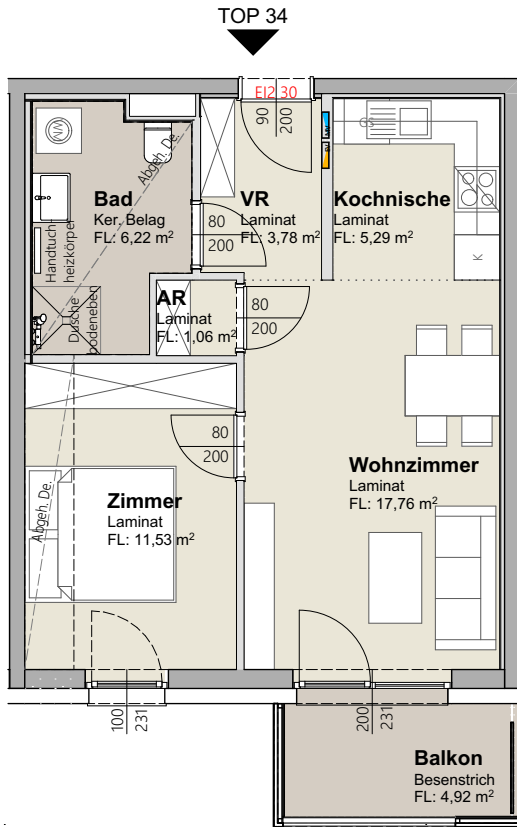 TOP 34
EI2 30
90
200
WM
Abgeh. De.
GS
Bad
Ker. Belag
FL: 6,22 m²
VR
Laminat
FL: 3,78 m²
Kochnische
Laminat
FL: 5,29 m²
80
200
K
Handtuch
heizkörper
Dusche
bodeneben
AR
Laminat
FL: 1,06 m²
80
200
80
200
Wohnzimmer
Laminat
FL: 17,76 m²
Zimmer
Laminat
FL: 11,53 m²
Abgeh. De.
100
231
200
231
Balkon
Besenstrich
FL: 4,92 m²